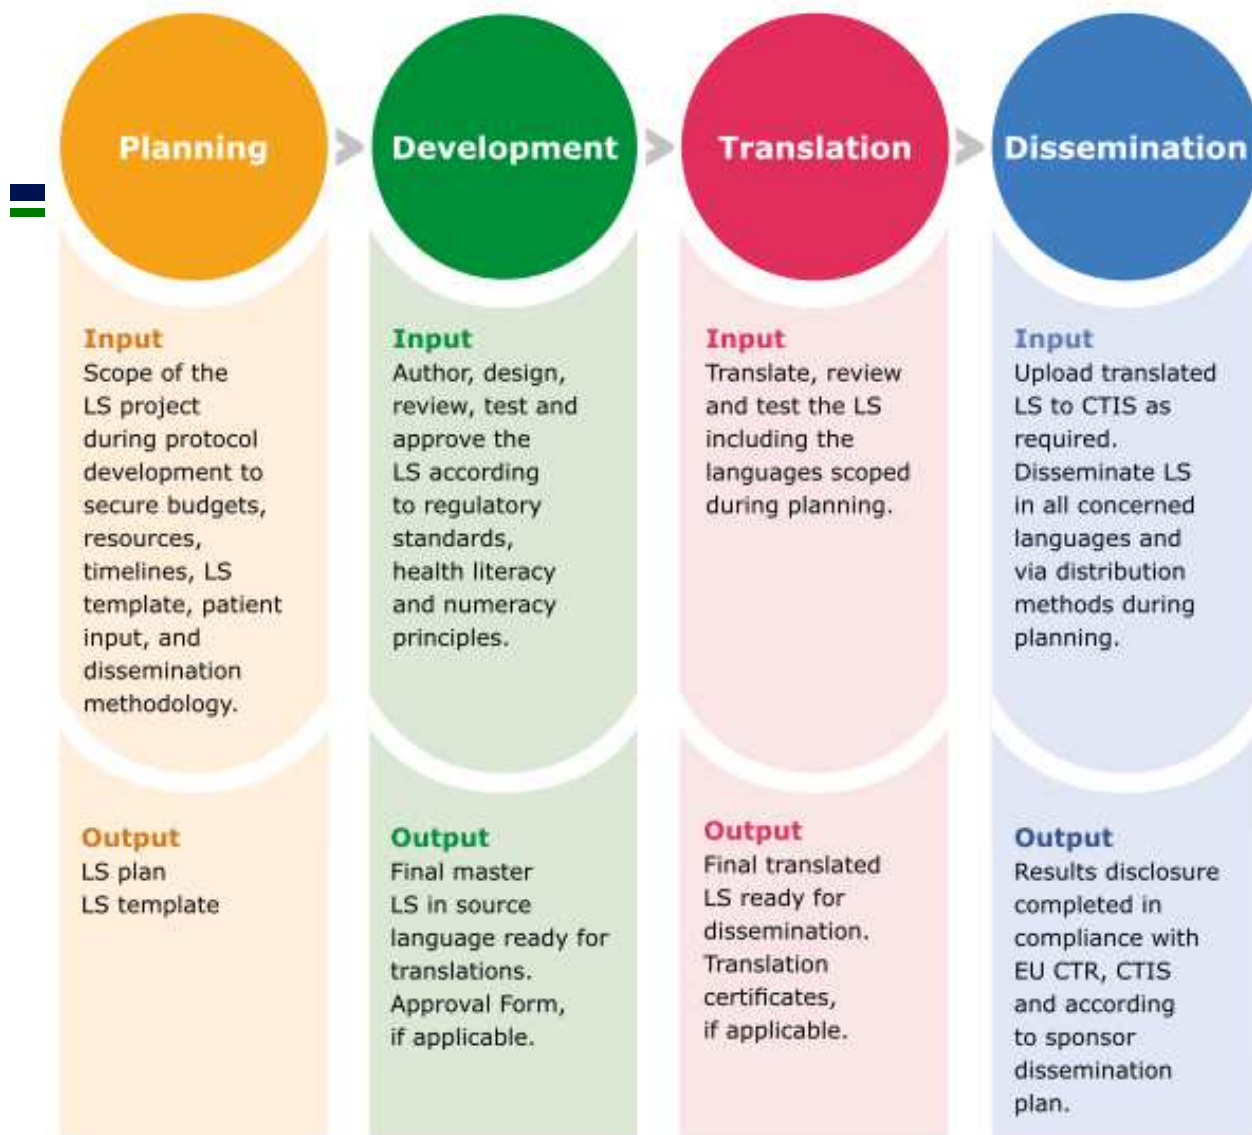 Planning
>
Development
>
Translation
>
Dissemination
Input
Scope of the
LS project
during protocol
development to
secure budgets,
resources,
timelines, LS
template, patient
input, and
dissemination
methodology.
Output
LS plan
LS template
Input
Author, design,
review, test and
approve the
LS according
to regulatory
standards,
health literacy
and numeracy
principles.
Output
Final master
LS in source
language ready for
translations.
Approval Form,
if applicable.
Input
Translate, review
and test the LS
including the
languages scoped
during planning.
Output
Final translated
LS ready for
dissemination.
Translation
certificates,
if applicable.
Input
Upload translated
LS to CTIS as
required.
Disseminate LS
in all concerned
languages and
via distribution
methods during
planning.
Output
Results disclosure
completed in
compliance with
EU CTR, CTIS
and according
to sponsor
dissemination
plan.